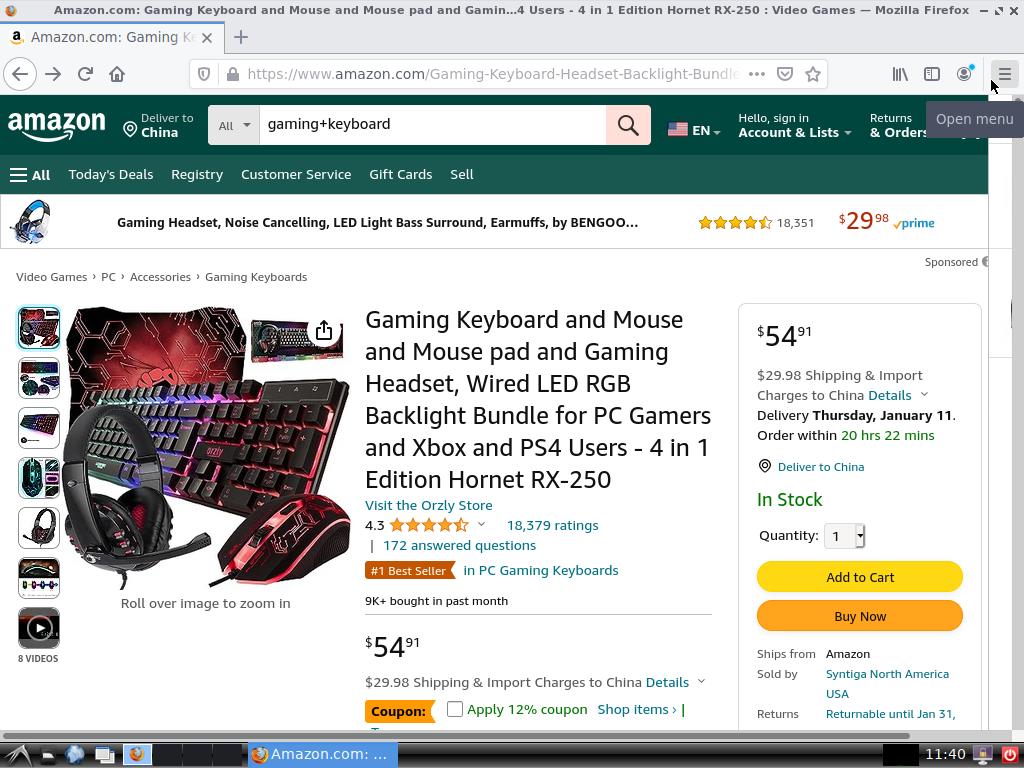 Amazon.com: Gaming Keyboard and Mouse and Mouse pad and Gamin...4 Users - 4 in 1 Edition Hornet RX-250 : Video Games — Mozilla Firefox
Amazon.com: Gaming Ke
https://www.amazon.com/Gaming-Keyboard-Headset-Backlight-Bundle
Open menu
amazon
Deliver to
China
All
gaming+keyboard
EN
Hello, sign in
Account & Lists
Returns
& Orders
All
Today's Deals
Registry
Customer Service
Gift Cards
Sell
Gaming Headset, Noise Cancelling, LED Light Bass Surround, Earmuffs, by BENGOO...
18,351
$29 98
prime
Sponsored
Video Games › PC › Accessories › Gaming Keyboards
Gaming Keyboard and Mouse
and Mouse pad and Gaming
Headset, Wired LED RGB
Backlight Bundle for PC Gamers
and Xbox and PS4 Users - 4 in 1
Edition Hornet RX-250
Visit the Orzly Store
4.3
18,379 ratings
| 172 answered questions
#1 Best Seller in PC Gaming Keyboards
9K+ bought in past month
$54 91
$29.98 Shipping & Import Charges to China Details
Coupon:
Apply 12% coupon Shop items › |
orzly
Roll over image to zoom in
8 VIDEOS
$54 91
$29.98 Shipping & Import
Charges to China Details
Delivery Thursday, January 11.
Order within 20 hrs 22 mins
Deliver to China
In Stock
Quantity: 1
Add to Cart
Buy Now
Ships from Amazon
Sold by Syntiga North America
USA
Returns Returnable until Jan 31,
Amazon.com: ...
11:40